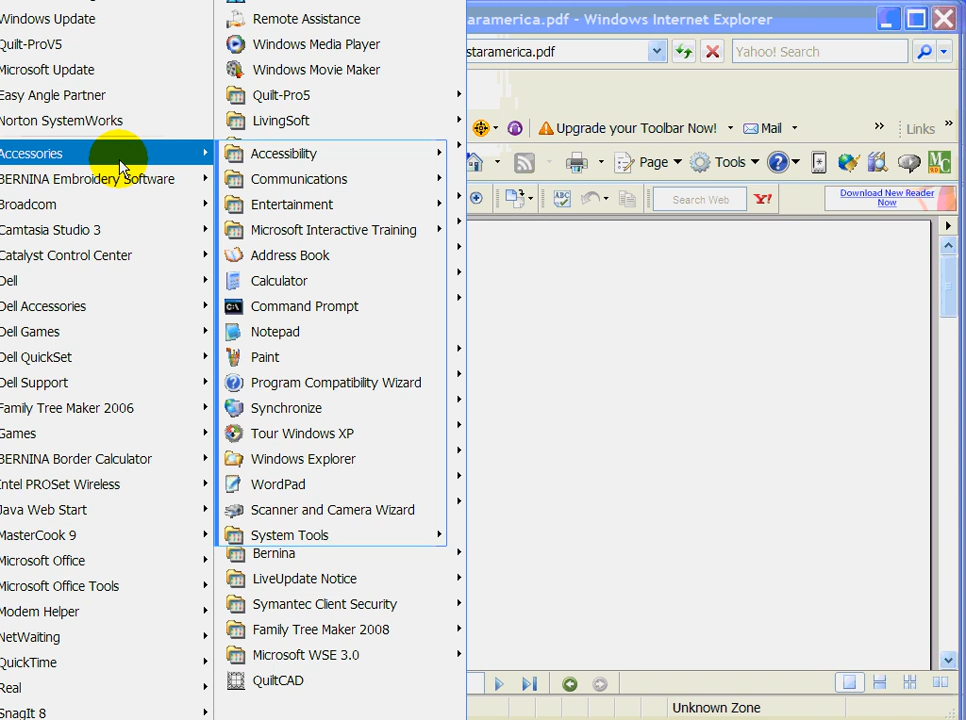 Windows Update
Quilt-ProV5
Microsoft Update
Easy Angle Partner
Norton SystemWorks
Accessories
BERNINA Embroidery Software
Broadcom
Camtasia Studio 3
Catalyst Control Center
Dell
Dell Accessories
Dell Games
Dell QuickSet
Dell Support
Family Tree Maker 2006
Games
BERNINA Border Calculator
Intel PROSet Wireless
Java Web Start
MasterCook 9
Microsoft Office
Microsoft Office Tools
Modem Helper
NetWaiting
QuickTime
Real
SnagIt 8
Remote Assistance
Windows Media Player
Windows Movie Maker
Quilt-Pro5
LivingSoft
Accessibility
Communications
Entertainment
Microsoft Interactive Training
Address Book
Calculator
Command Prompt
Notepad
Paint
Program Compatibility Wizard
Synchronize
Tour Windows XP
Windows Explorer
WordPad
Scanner and Camera Wizard
System Tools
Bernina
LiveUpdate Notice
Symantec Client Security
Family Tree Maker 2008
Microsoft WSE 3.0
QuiltCAD
aramerica.pdf - Windows Internet Explorer
staramerica.pdf
Yahoo! Search
Upgrade your Toolbar Now! Mail » Links »
Page Tools
Search Web Y!
Download New Reader
Now
Unknown Zone